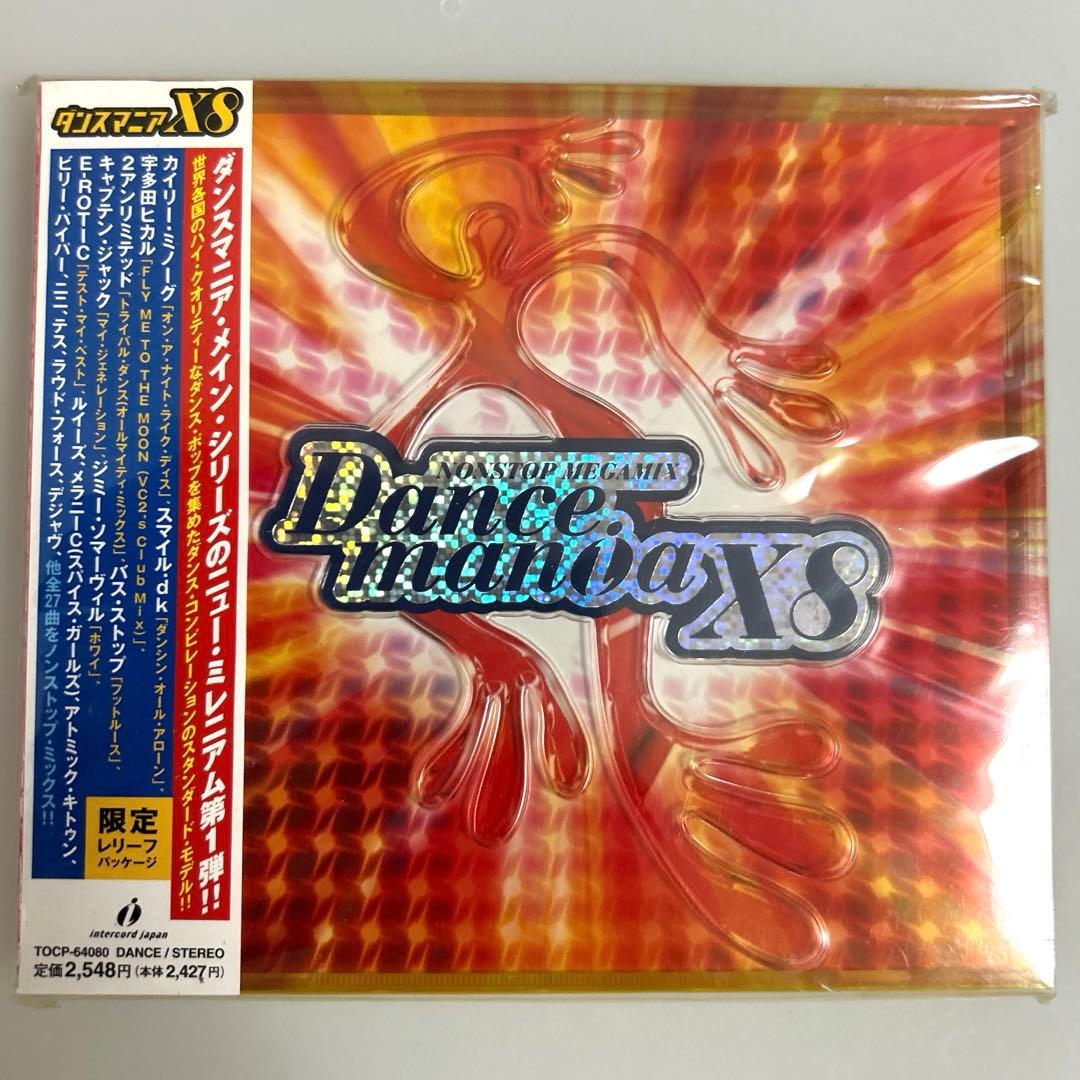 ダンスマニアX8
ダンスマニア・メイン・シリーズのニュー・ミレニアム第1弾!!
世界各国のハイ・クオリティーな、ダンス・ポップを集めたダンス・コンピレーションのスタンダード・モデル!!
カイリー・ミノーグ「オン・ア・ナイト・ライク・ディス」、スマイル.dk「ダンシン・オール・アローン」、
宇多田ヒカル「FLY ME TO THE MOON (VC2's Club Mix)」、
2アンリミテッド「トライバル・ダンス(オールマイティ・ミックス)」、バス・ストップ「フットルース」、
キャプテン・ジャック「マイ・ジェネレーション」、ジミー・ソマーヴィル「ホワイ」、
EROTIC「テスト・マイ・ベスト」、ルイーズ、メラニーC(スパイス・ガールズ)、アトミック・キトゥン、
ビリー・パイパー、ニニ、テス、ラウド・フォース、デジャヴ、他全27曲をノンストップ・ミックス!!
限定
レリーフ
パッケージ
intercord japan
TOCP-64080 DANCE / STEREO
定価2,548円(本体2,427円)
NONSTOP MEGAMIX
Dance
maniaX8